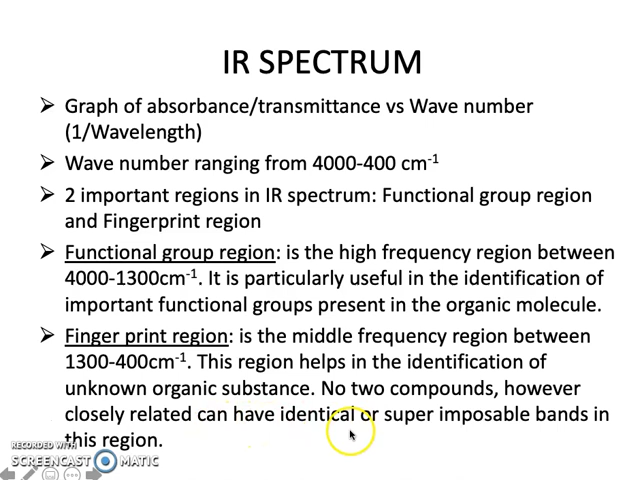 IR SPECTRUM
➤ Graph of absorbance/transmittance vs Wave number
(1/Wavelength)
➤ Wave number ranging from 4000-400 cm⁻¹
➤ 2 important regions in IR spectrum: Functional group region
and Fingerprint region
➤ Functional group region: is the high frequency region between
4000-1300cm⁻¹. It is particularly useful in the identification of
important functional groups present in the organic molecule.
➤ Finger print region: is the middle frequency region between
1300-400cm⁻¹. This region helps in the identification of
unknown organic substance. No two compounds, however
closely related can have identical or super imposable bands in
this region.
RECORDED WITH
SCREENCAST MATIC